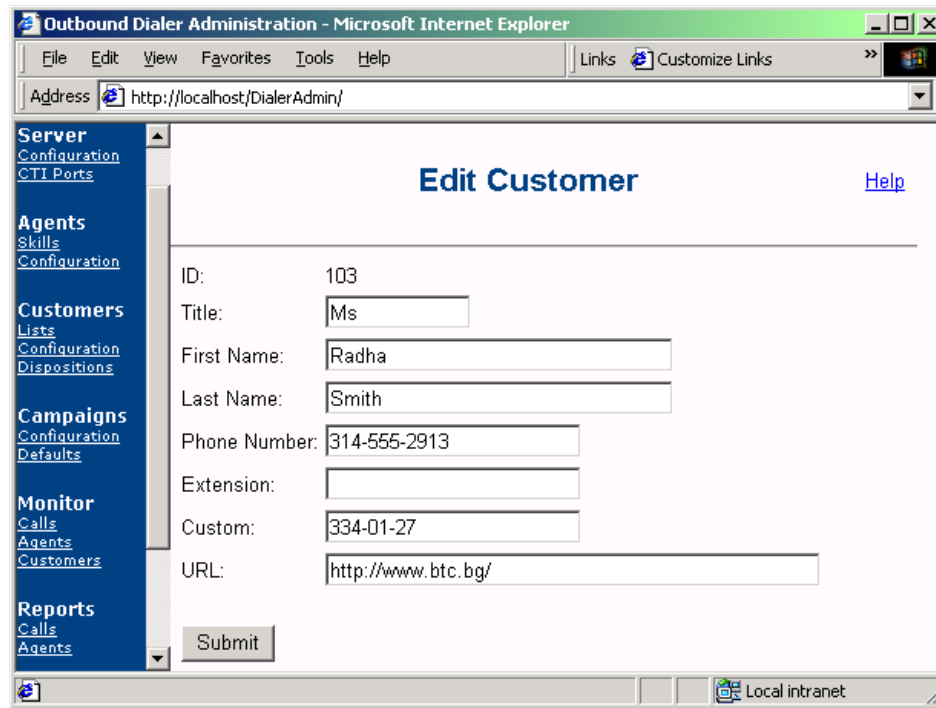 Outbound Dialer Administration - Microsoft Internet Explorer
File Edit View Favorites Tools Help Links Customize Links »
Address http://localhost/DialerAdmin/
Server
Configuration
CTI Ports
Agents
Skills
Configuration
Customers
Lists
Configuration
Dispositions
Campaigns
Configuration
Defaults
Monitor
Calls
Agents
Customers
Reports
Calls
Agents
Edit Customer
Help
ID: 103
Title: Ms
First Name: Radha
Last Name: Smith
Phone Number: 314-555-2913
Extension:
Custom: 334-01-27
URL: http://www.btc.bg/
Submit
Local intranet